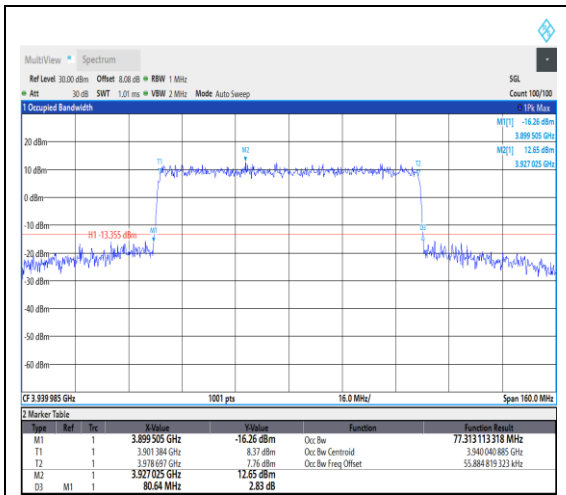 MultiView Spectrum
Ref Level 30.00 dBm Offset 8.08 dB RBW 1 MHz SGL
Att 30 dB SWT 1.01 ms VBW 2 MHz Mode Auto Sweep Count 100/100
1 Occupied Bandwidth 1Pk Max
M1[1] -16.26 dBm
3.899 505 GHz
M2[1] 12.65 dBm
3.927 025 GHz
20 dBm
M2
T1 T2
10 dBm
0 dBm
-10 dBm
H1 -13.355 dBm
M1 D3
-20 dBm
-30 dBm
-40 dBm
-50 dBm
-60 dBm
CF 3.939 985 GHz 1001 pts 16.0 MHz/ Span 160.0 MHz
2 Marker Table
Type Ref Trc X-Value Y-Value Function Function Result
M1 1 3.899 505 GHz -16.26 dBm Occ Bw 77.313 113 318 MHz
T1 1 3.901 384 GHz 8.37 dBm Occ Bw Centroid 3.940 040 885 GHz
T2 1 3.978 697 GHz 7.76 dBm Occ Bw Freq Offset 55.884 819 323 kHz
M2 1 3.927 025 GHz 12.65 dBm
D3 M1 1 80.64 MHz 2.83 dB